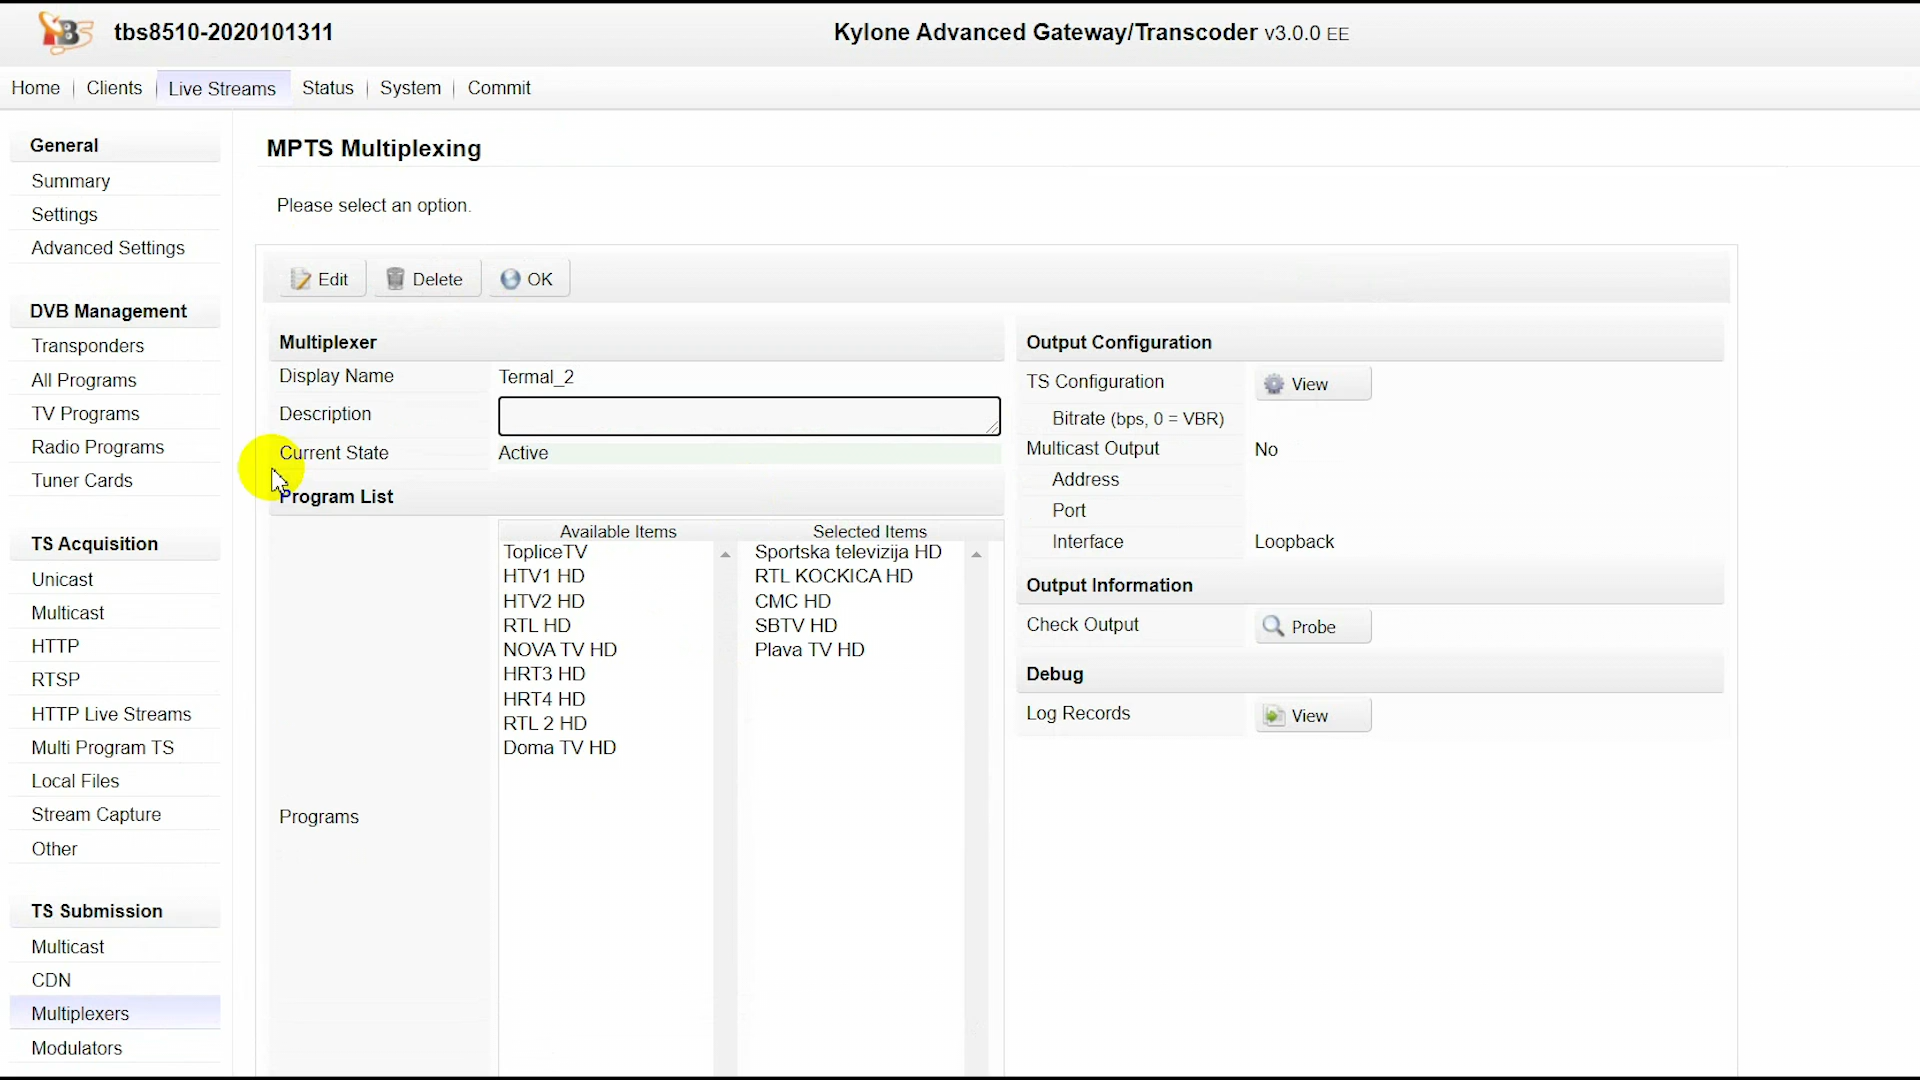 TBS
tbs8510-2020101311
Kylone Advanced Gateway/Transcoder v3.0.0 EE
Home
Clients
Live Streams
Status
System
Commit
General
Summary
Settings
Advanced Settings
DVB Management
Transponders
All Programs
TV Programs
Radio Programs
Tuner Cards
TS Acquisition
Unicast
Multicast
HTTP
RTSP
HTTP Live Streams
Multi Program TS
Local Files
Stream Capture
Other
TS Submission
Multicast
CDN
Multiplexers
Modulators
MPTS Multiplexing
Please select an option.
Edit
Delete
OK
Multiplexer
Display Name
Termal_2
Description
Current State
Active
Program List
Programs
Available Items
TopliceTV
HTV1 HD
HTV2 HD
RTL HD
NOVA TV HD
HRT3 HD
HRT4 HD
RTL 2 HD
Doma TV HD
Selected Items
Sportska televizija HD
RTL KOCKICA HD
CMC HD
SBTV HD
Plava TV HD
Output Configuration
TS Configuration
View
Bitrate (bps, 0 = VBR)
Multicast Output
No
Address
Port
Interface
Loopback
Output Information
Check Output
Probe
Debug
Log Records
View